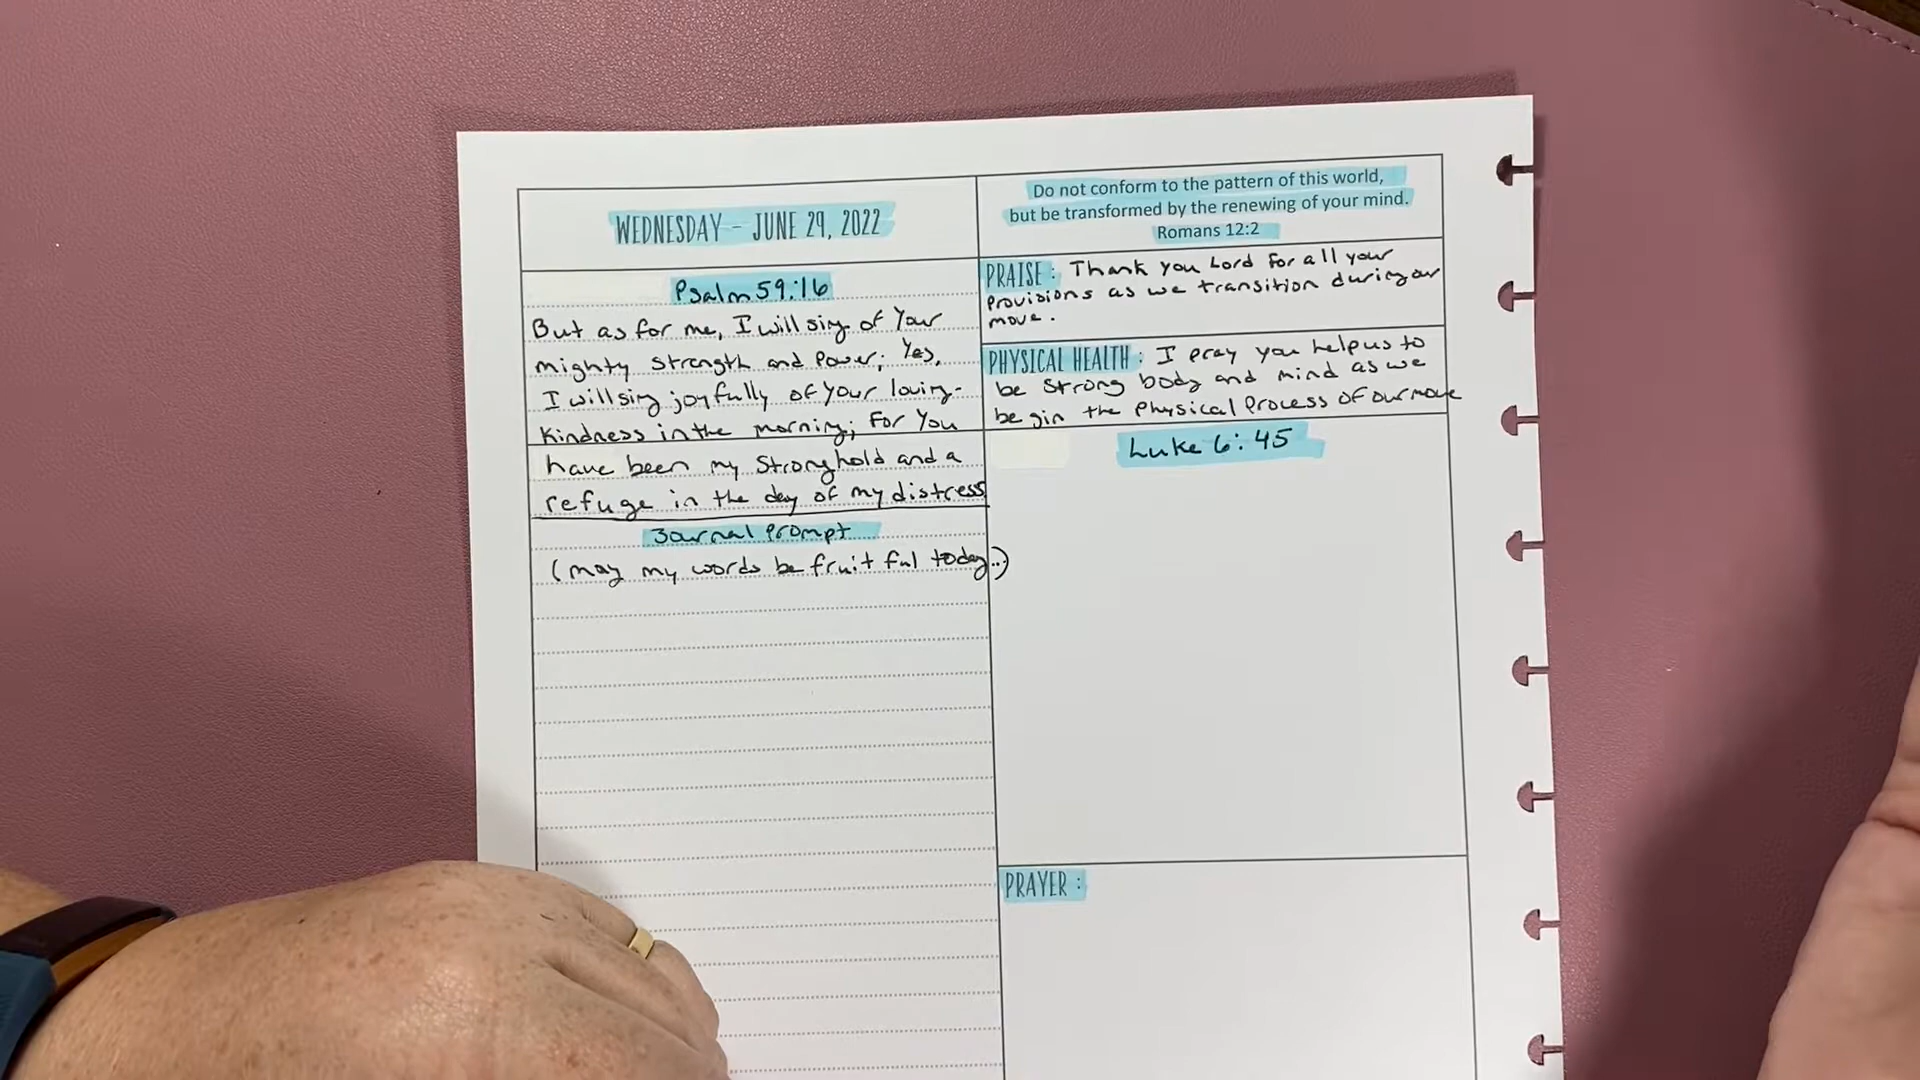 WEDNESDAY - JUNE 29, 2022
Psalm 59:16
But as for me, I will sing of Your
mighty strength and Power; Yes,
I will sing joyfully of Your loving-
Kindness in the morning; For You
have been my Stronghold and a
refuge in the day of my distress
Journal Prompt
(may my words be fruitful today..)
Do not conform to the pattern of this world,
but be transformed by the renewing of your mind.
Romans 12:2
PRAISE: Thank you Lord for all your
Provisions as we transition during our
move.
PHYSICAL HEALTH: I pray you help us to
be strong body and mind as we
begin the Physical Process of our move
Luke 6:45
PRAYER: